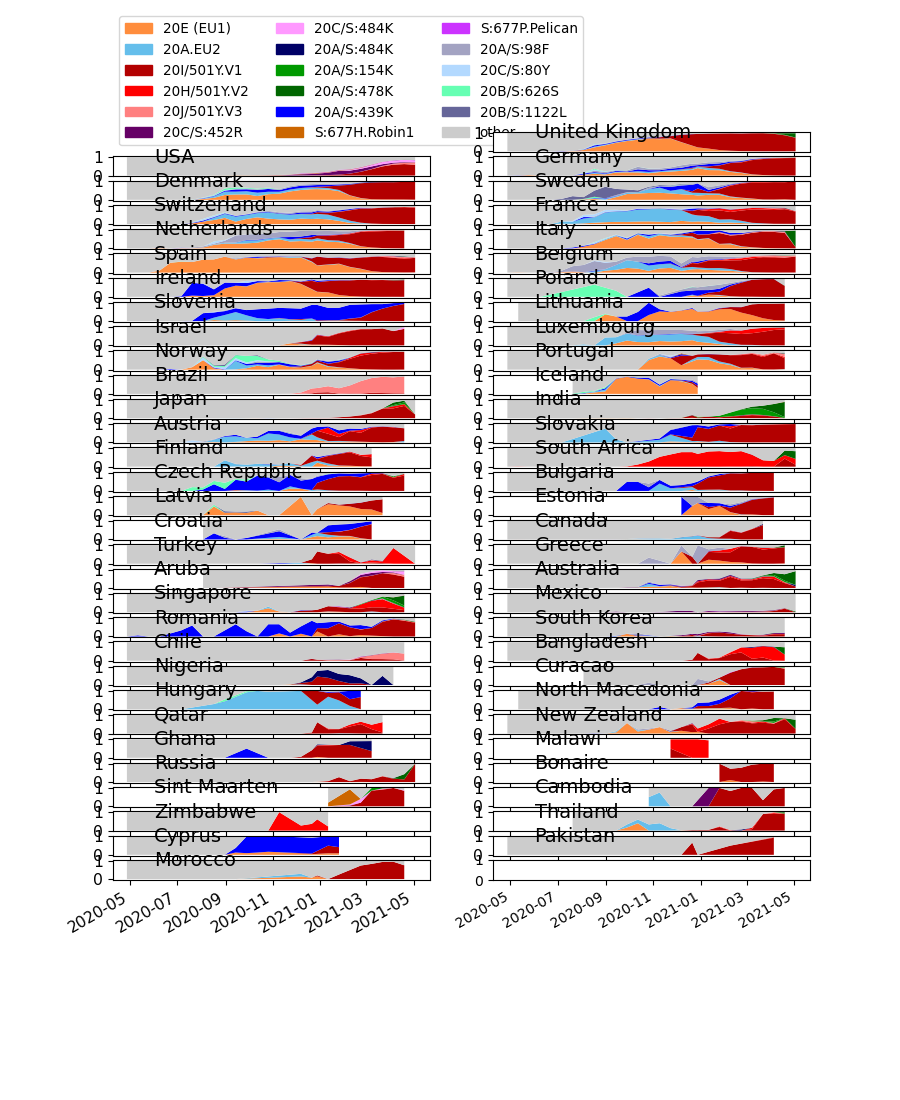 20E (EU1)
20A.EU2
20I/501Y.V1
20H/501Y.V2
20J/501Y.V3
20C/S:452R
20C/S:484K
20A/S:484K
20A/S:154K
20A/S:478K
20A/S:439K
S:677H.Robin1
S:677P.Pelican
20A/S:98F
20C/S:80Y
20B/S:626S
20B/S:1122L
other
United Kingdom
USA
Germany
Denmark
Sweden
Switzerland
France
Netherlands
Italy
Spain
Belgium
Ireland
Poland
Slovenia
Lithuania
Israel
Luxembourg
Norway
Portugal
Brazil
Iceland
Japan
India
Austria
Slovakia
Finland
South Africa
Czech Republic
Bulgaria
Latvia
Estonia
Croatia
Canada
Turkey
Greece
Aruba
Australia
Singapore
Mexico
Romania
South Korea
Chile
Bangladesh
Nigeria
Curacao
Hungary
North Macedonia
Qatar
New Zealand
Ghana
Malawi
Russia
Bonaire
Sint Maarten
Cambodia
Zimbabwe
Thailand
Cyprus
Pakistan
Morocco
1
0
2020-05 2020-07 2020-09 2020-11 2021-01 2021-03 2021-05
2020-05 2020-07 2020-09 2020-11 2021-01 2021-03 2021-05